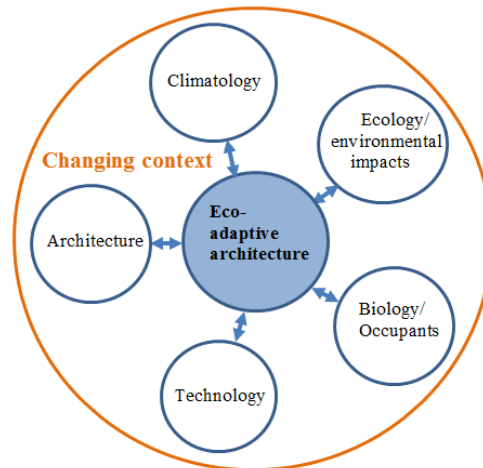 Climatology
Ecology/
environmental
impacts
Changing context
Eco-
adaptive
architecture
Architecture
Biology/
Occupants
Technology